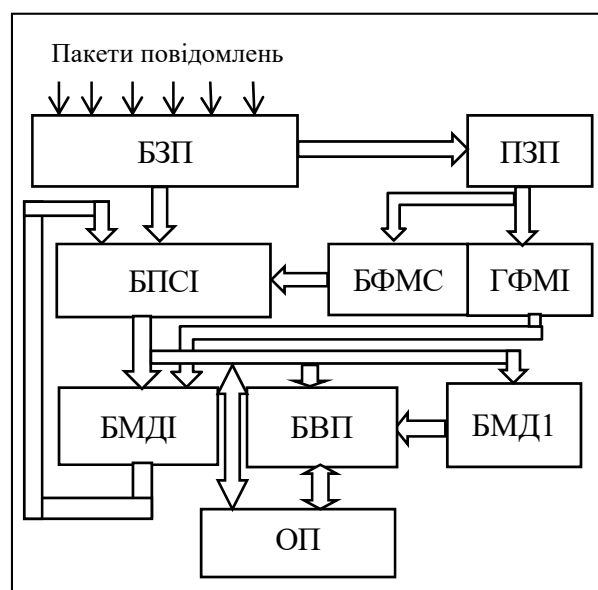 Пакети повідомлень
БЗП
ПЗП
БПСІ
БФМС
ГФМІ
БМДІ
БВП
БМД1
ОП